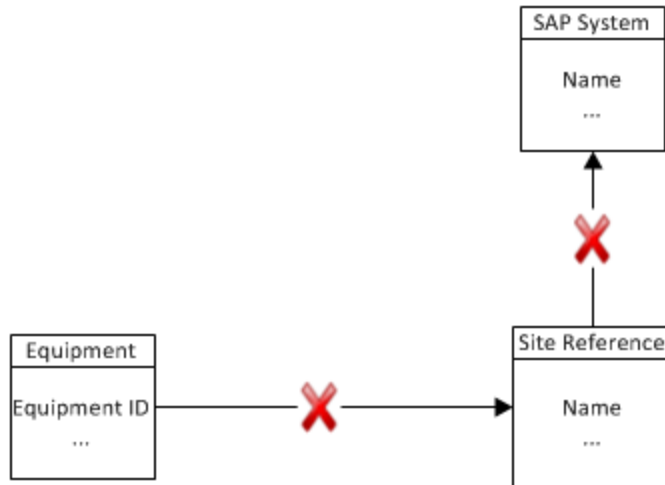 SAP System
Name
...
Equipment
Equipment ID
...
Site Reference
Name
...